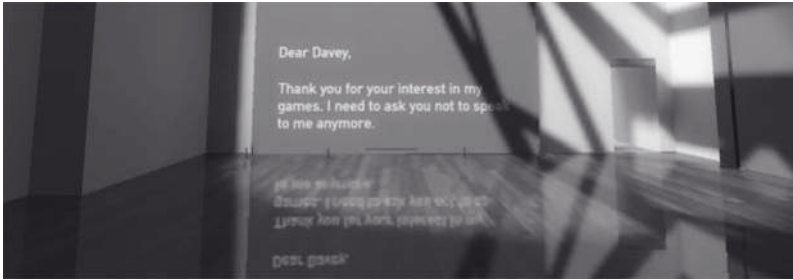 Dear Davey,
Thank you for your interest in my
games. I need to ask you not to speak
to me anymore.